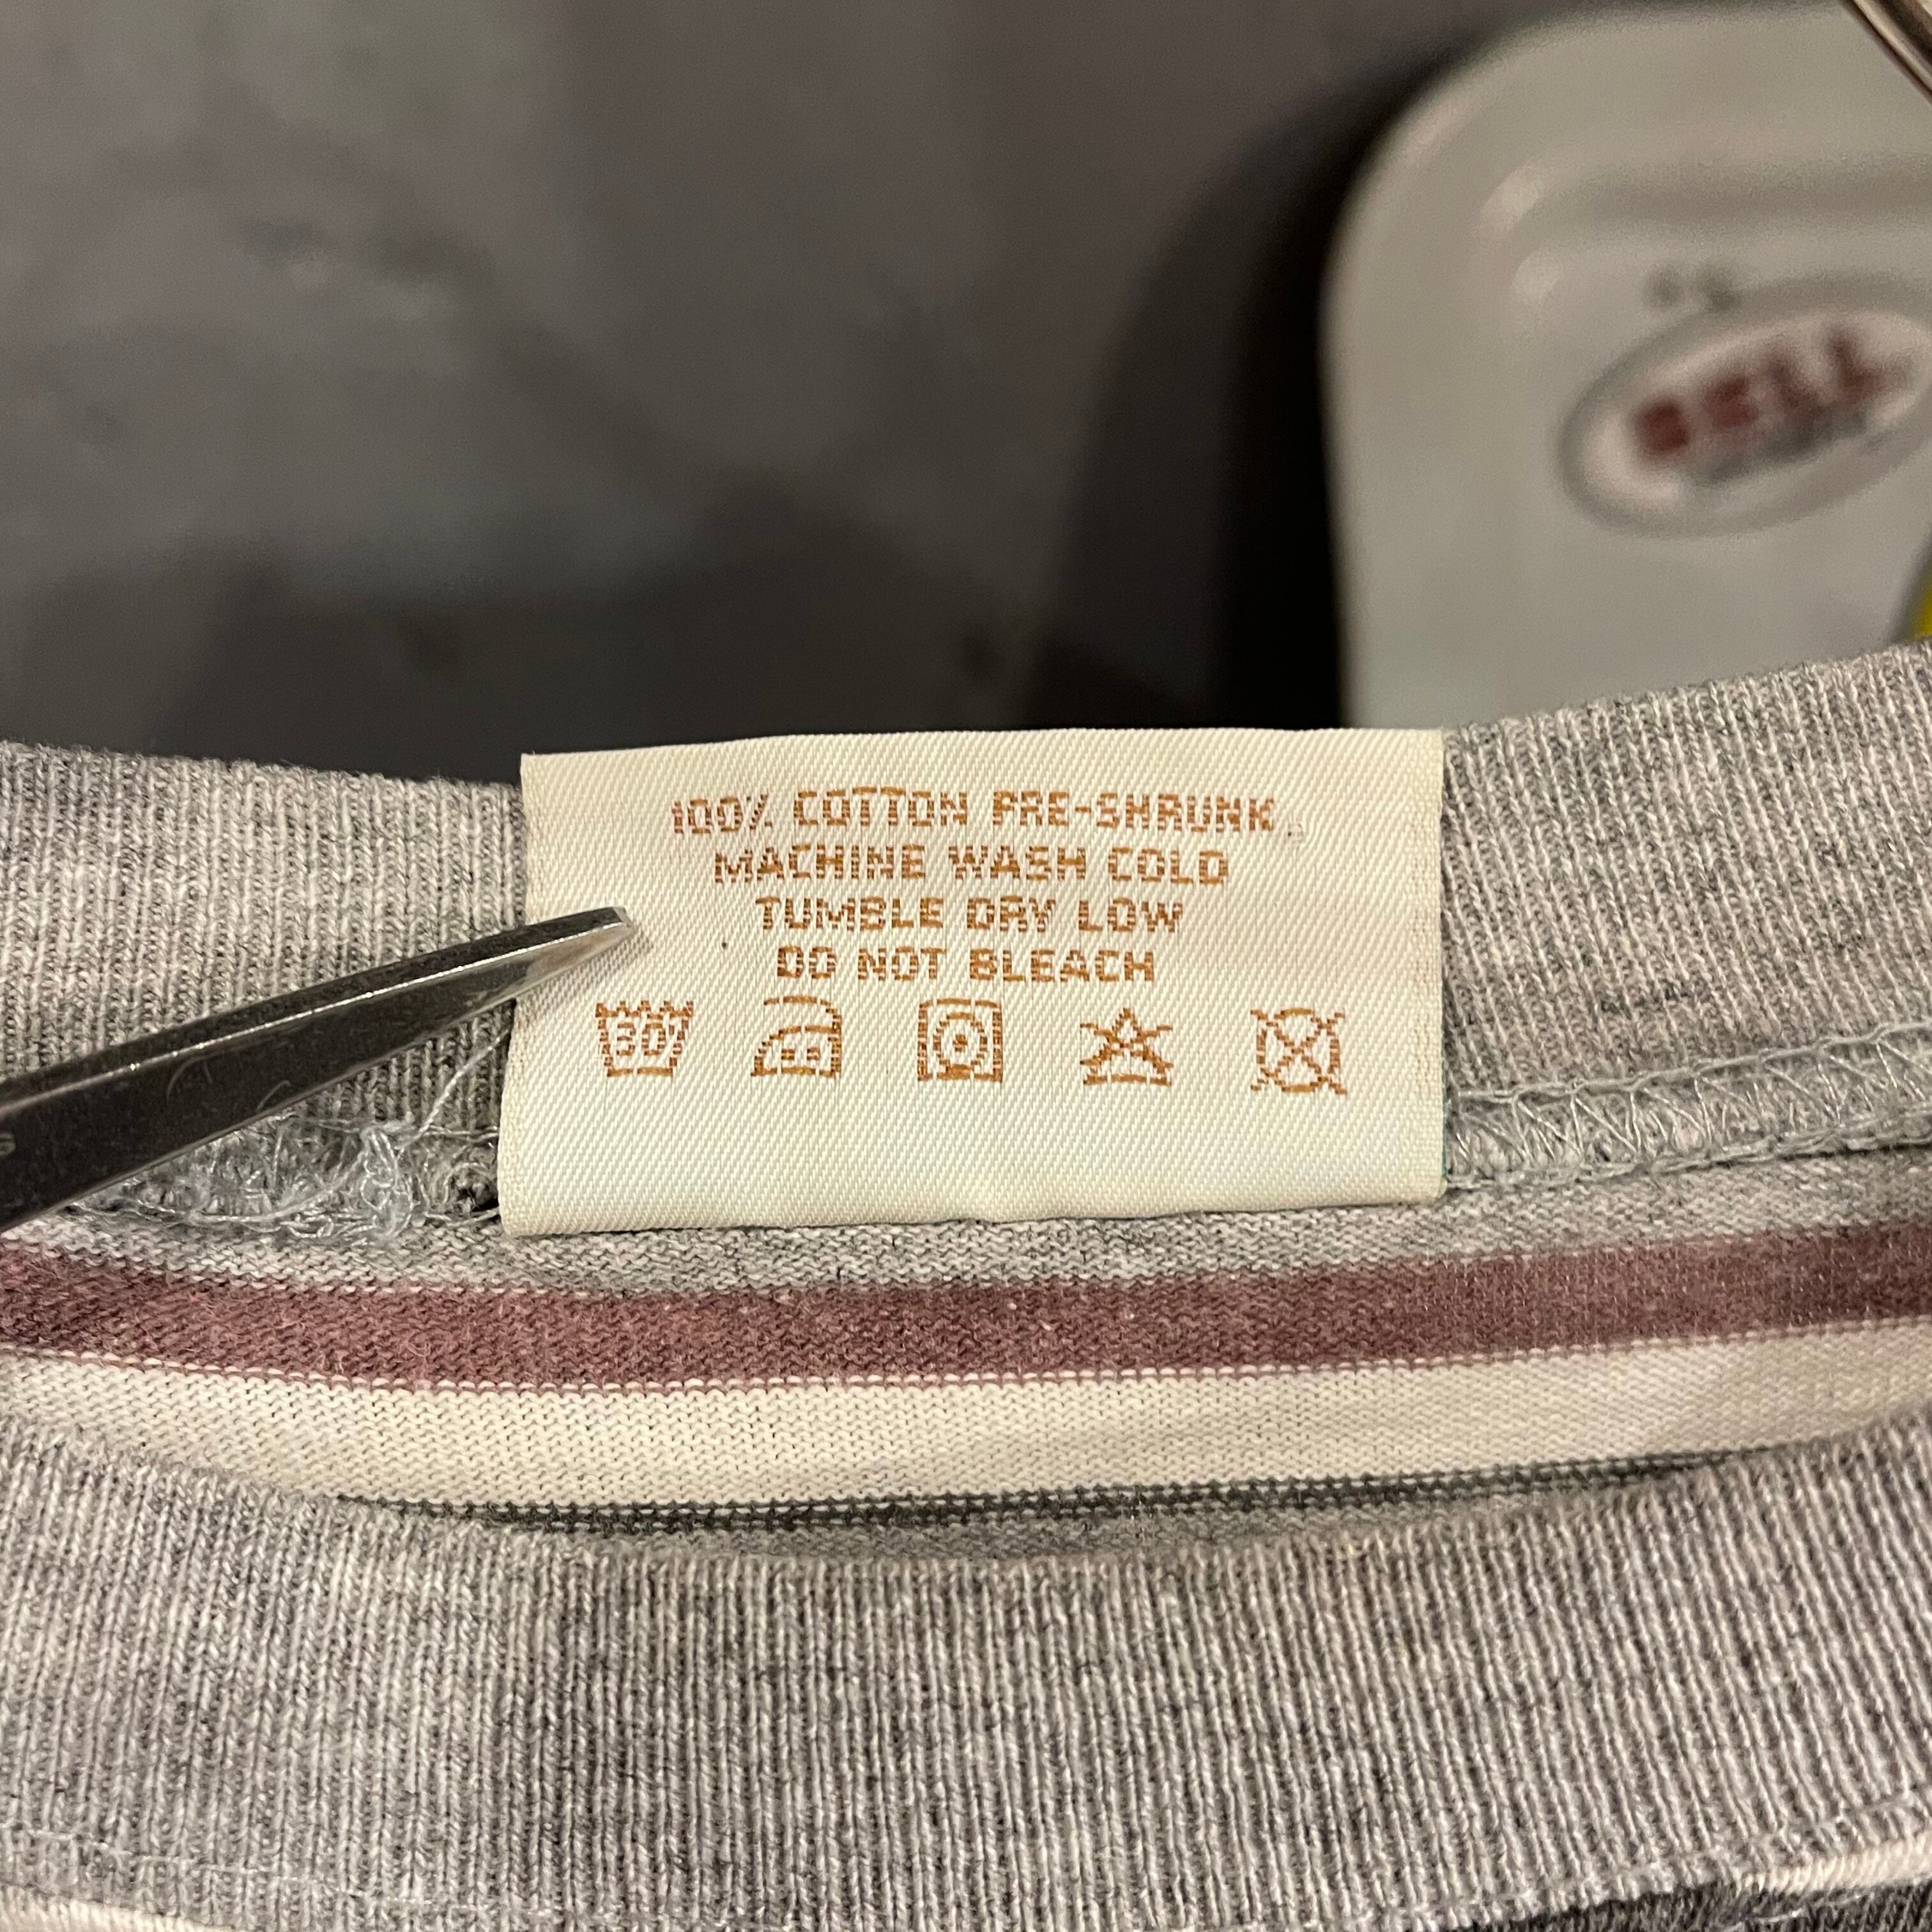 BELL
100% COTTON PRE-SHRUNK
MACHINE WASH COLD
TUMBLE DRY LOW
DO NOT BLEACH
30°